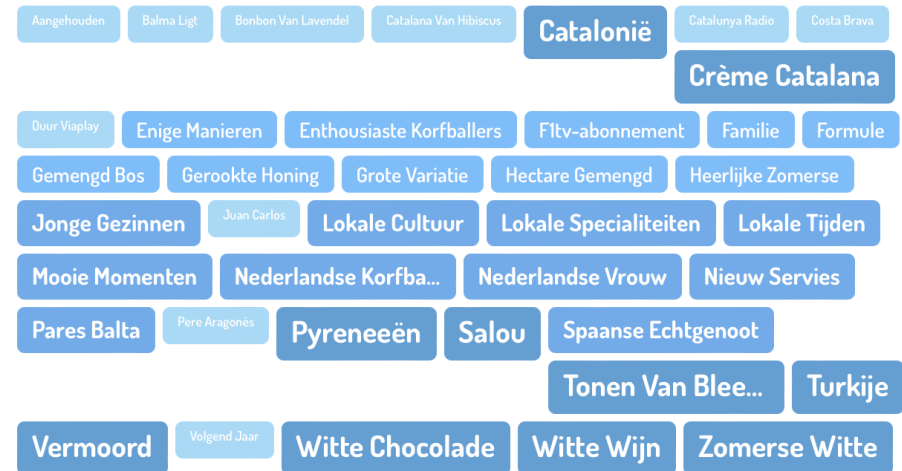 Aangehouden Balma Ligt Bonbon Van Lavendel Catalana Van Hibiscus Catalonië Catalunya Radio Costa Brava
Crème Catalana
Duur Viaplay Enige Manieren Enthousiaste Korfballers F1tv-abonnement Familie Formule
Gemengd Bos Gerookte Honing Grote Variatie Hectare Gemengd Heerlijke Zomerse
Jonge Gezinnen Juan Carlos Lokale Cultuur Lokale Specialiteiten Lokale Tijden
Mooie Momenten Nederlandse Korfba... Nederlandse Vrouw Nieuw Servies
Pares Balta Pere Aragonès Pyreneeën Salou Spaanse Echtgenoot
Tonen Van Blee... Turkije
Vermoord Volgend Jaar Witte Chocolade Witte Wijn Zomerse Witte